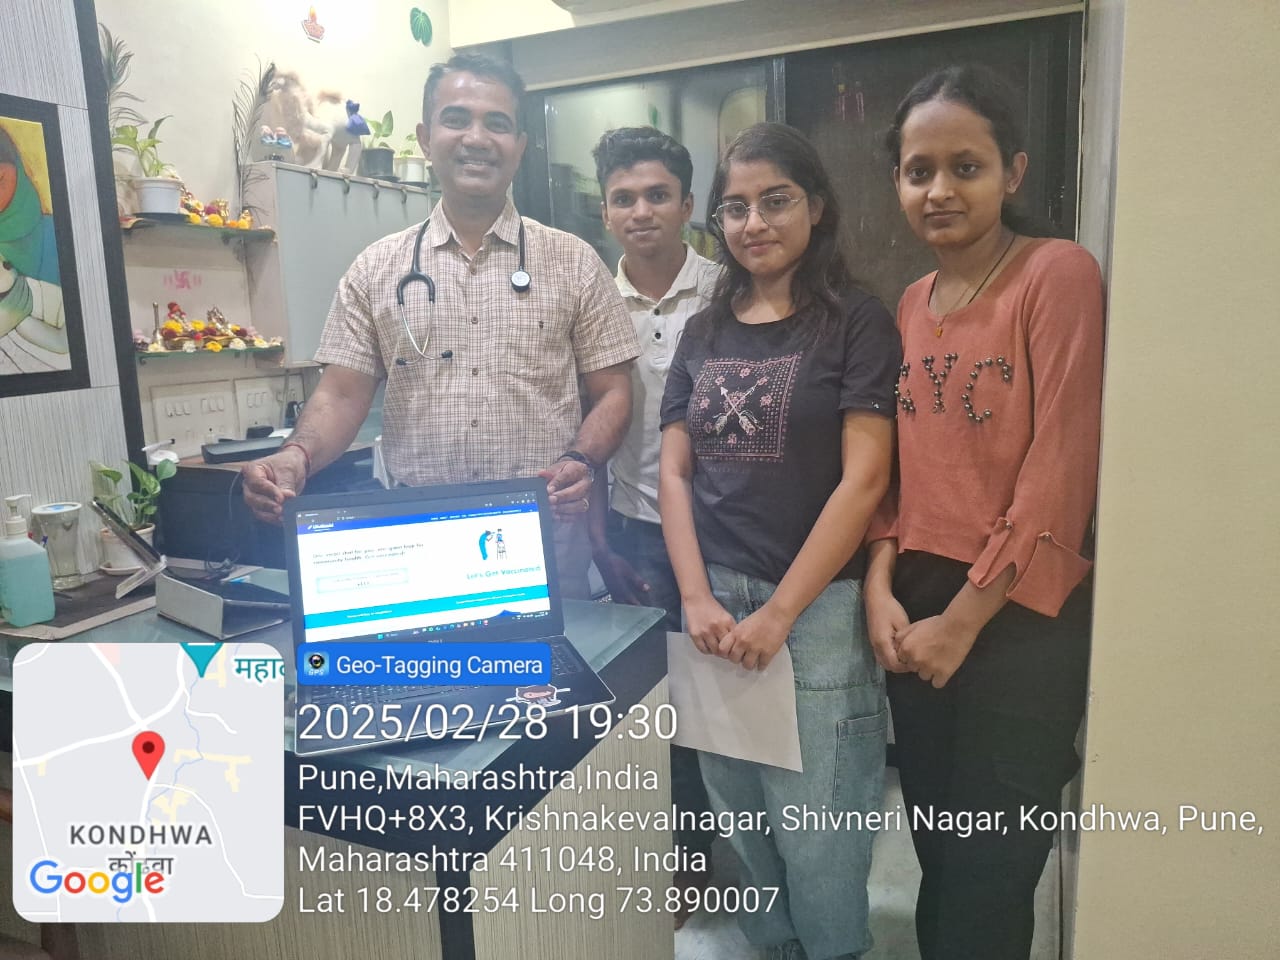 Let's Get Vaccinated
NYC
महाव
KONDHWA
कोंढवा
Google
GPS
Geo-Tagging Camera
2025/02/28 19:30
Pune,Maharashtra,India
FVHQ+8X3, Krishnakevalnagar, Shivneri Nagar, Kondhwa, Pune,
Maharashtra 411048, India
Lat 18.478254 Long 73.890007